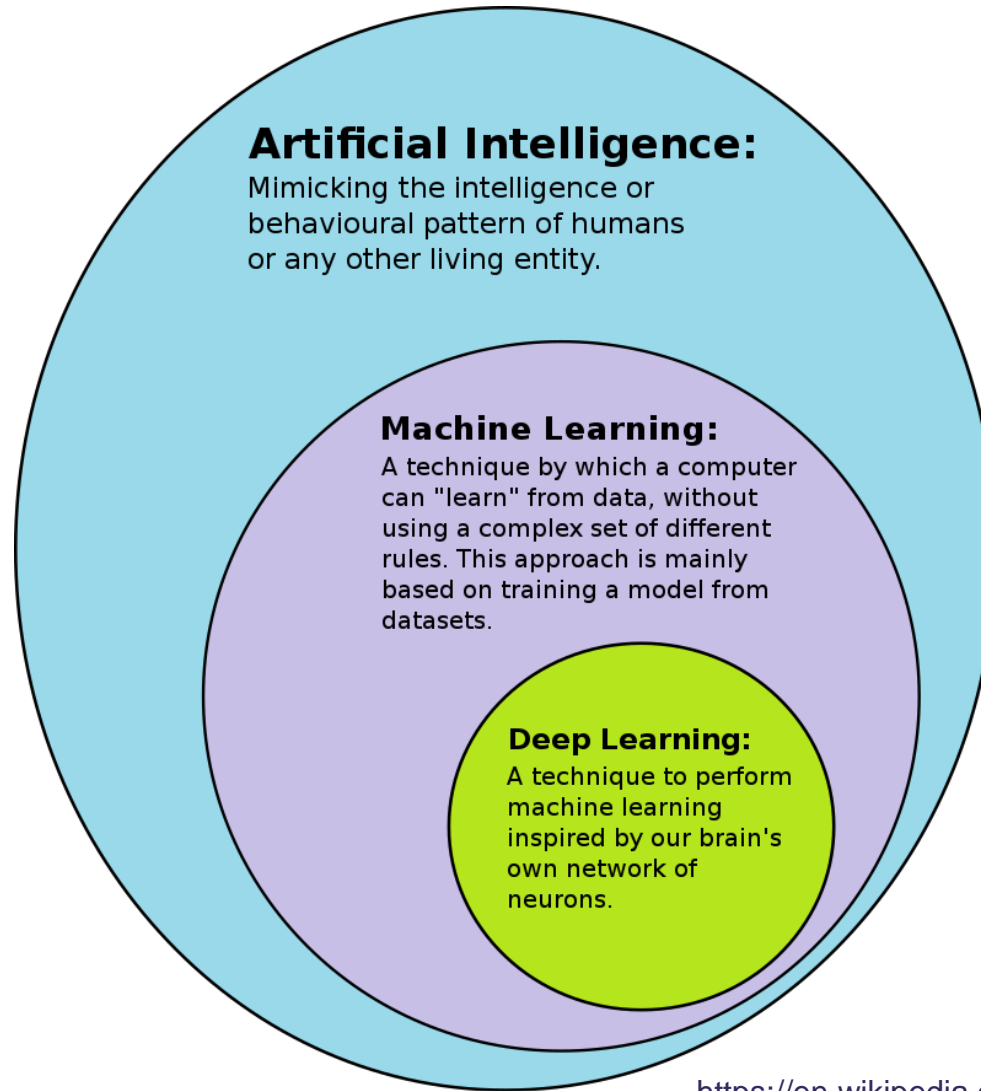 Artificial Intelligence:
Mimicking the intelligence or
behavioural pattern of humans
or any other living entity.
Machine Learning:
A technique by which a computer
can "learn" from data, without
using a complex set of different
rules. This approach is mainly
based on training a model from
datasets.
Deep Learning:
A technique to perform
machine learning
inspired by our brain's
own network of
neurons.
https://en.wikipedia.